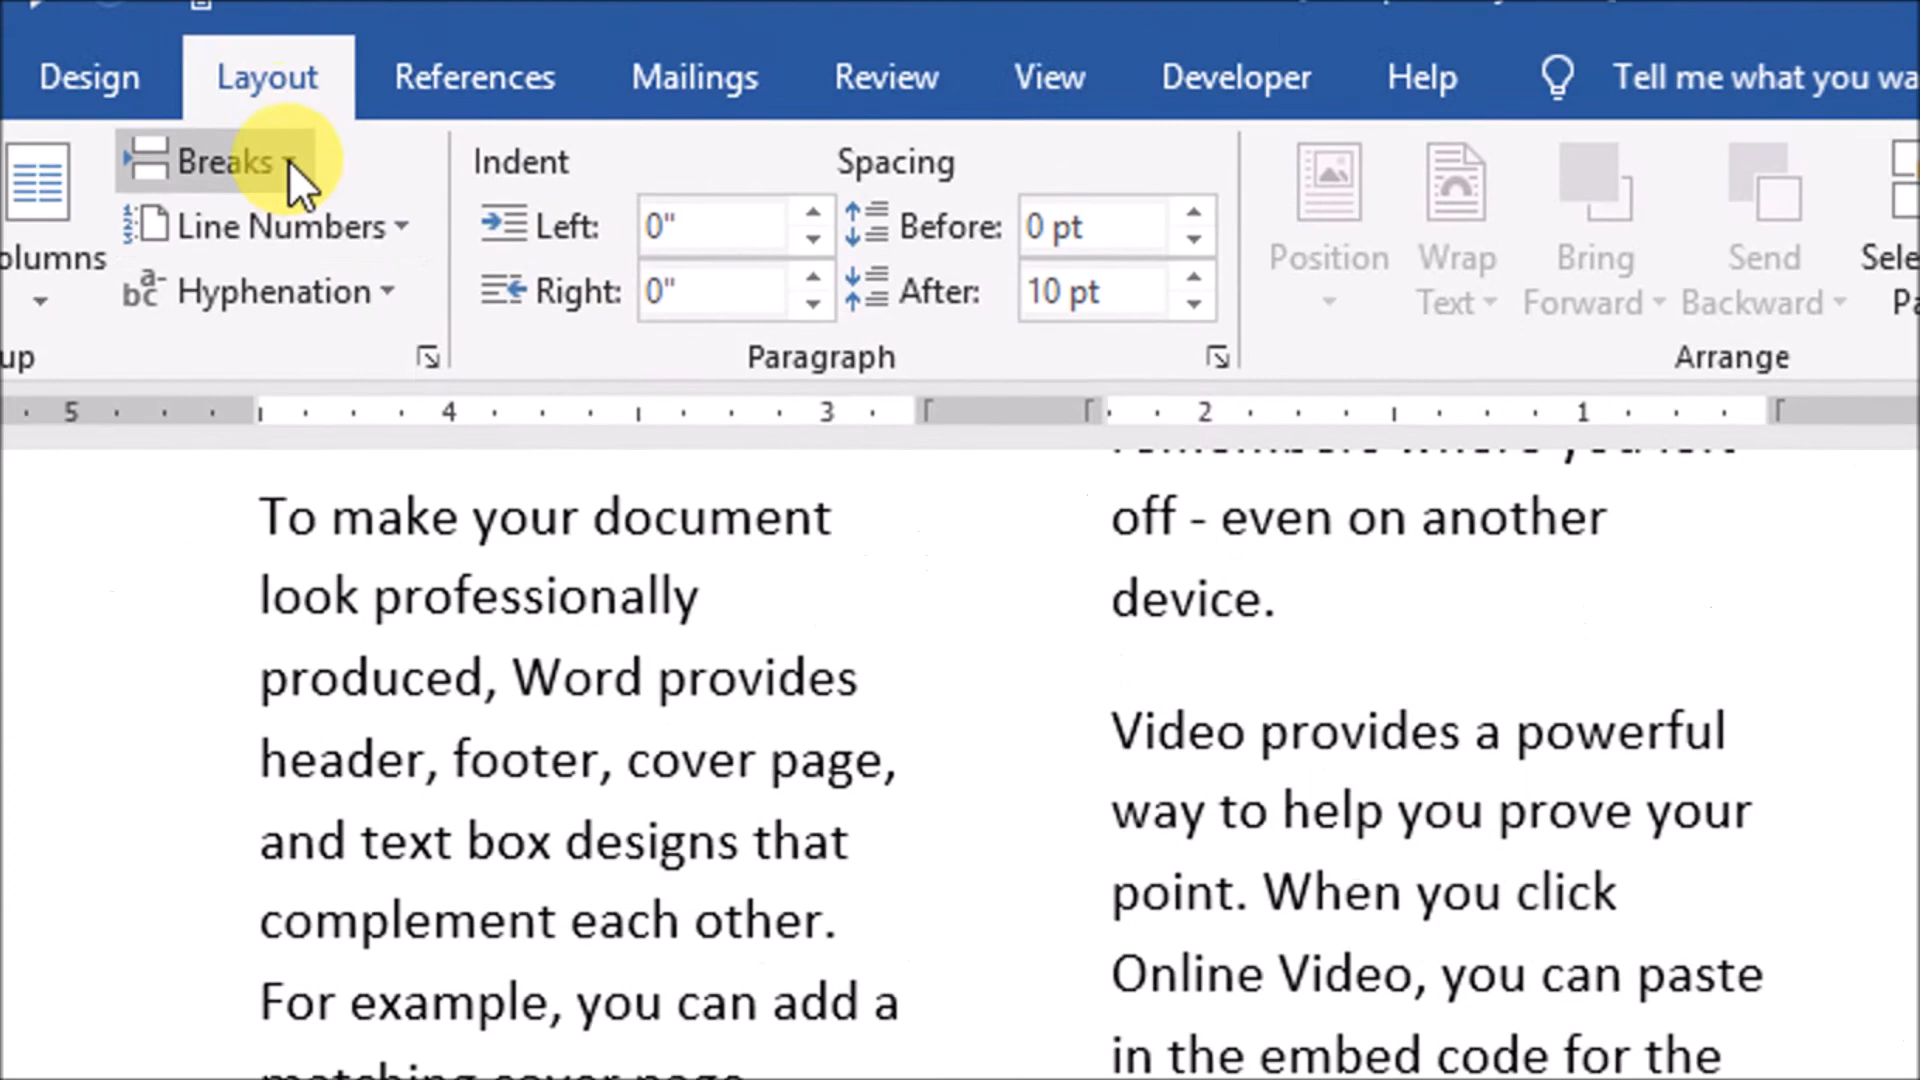 Design Layout References Mailings Review View Developer Help Tell me what you wa
Breaks
Line Numbers
olumns
Hyphenation
up
Indent Spacing
Left: 0" Before: 0 pt
Right: 0" After: 10 pt
Paragraph
Position
Wrap
Text
Bring
Forward
Send
Backward
Sele
Pa
Arrange
5 4 3 2 1
To make your document
look professionally
produced, Word provides
header, footer, cover page,
and text box designs that
complement each other.
For example, you can add a
matching cover page
off - even on another
device.
Video provides a powerful
way to help you prove your
point. When you click
Online Video, you can paste
in the embed code for the